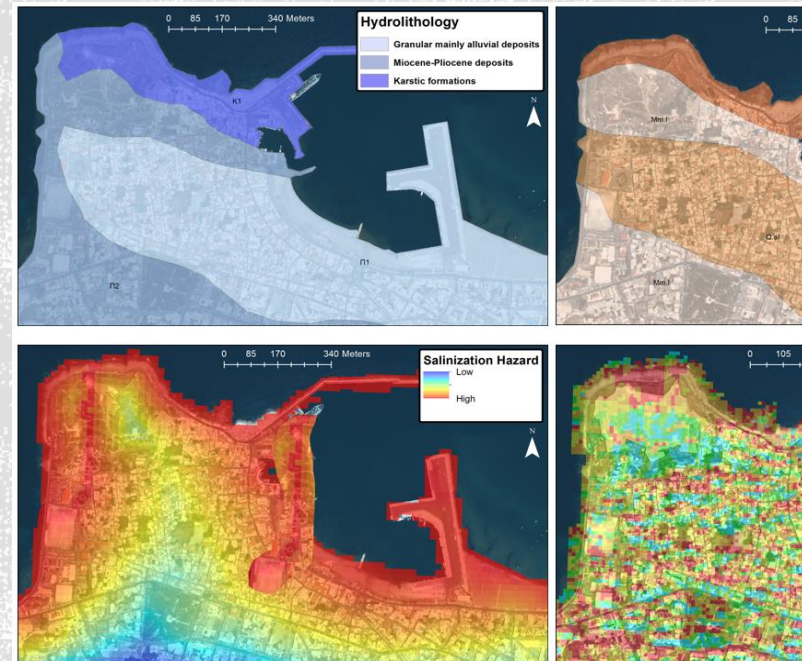 0 85 170 340 Meters
Hydrolithology
Granular mainly alluvial deposits
Miocene-Pliocene deposits
Karstic formations
N
K1
Π1
Π2
0 85
Mm.l
Q.al
Mm.l
0 85 170 340 Meters
Salinization Hazard
Low
High
N
0 105